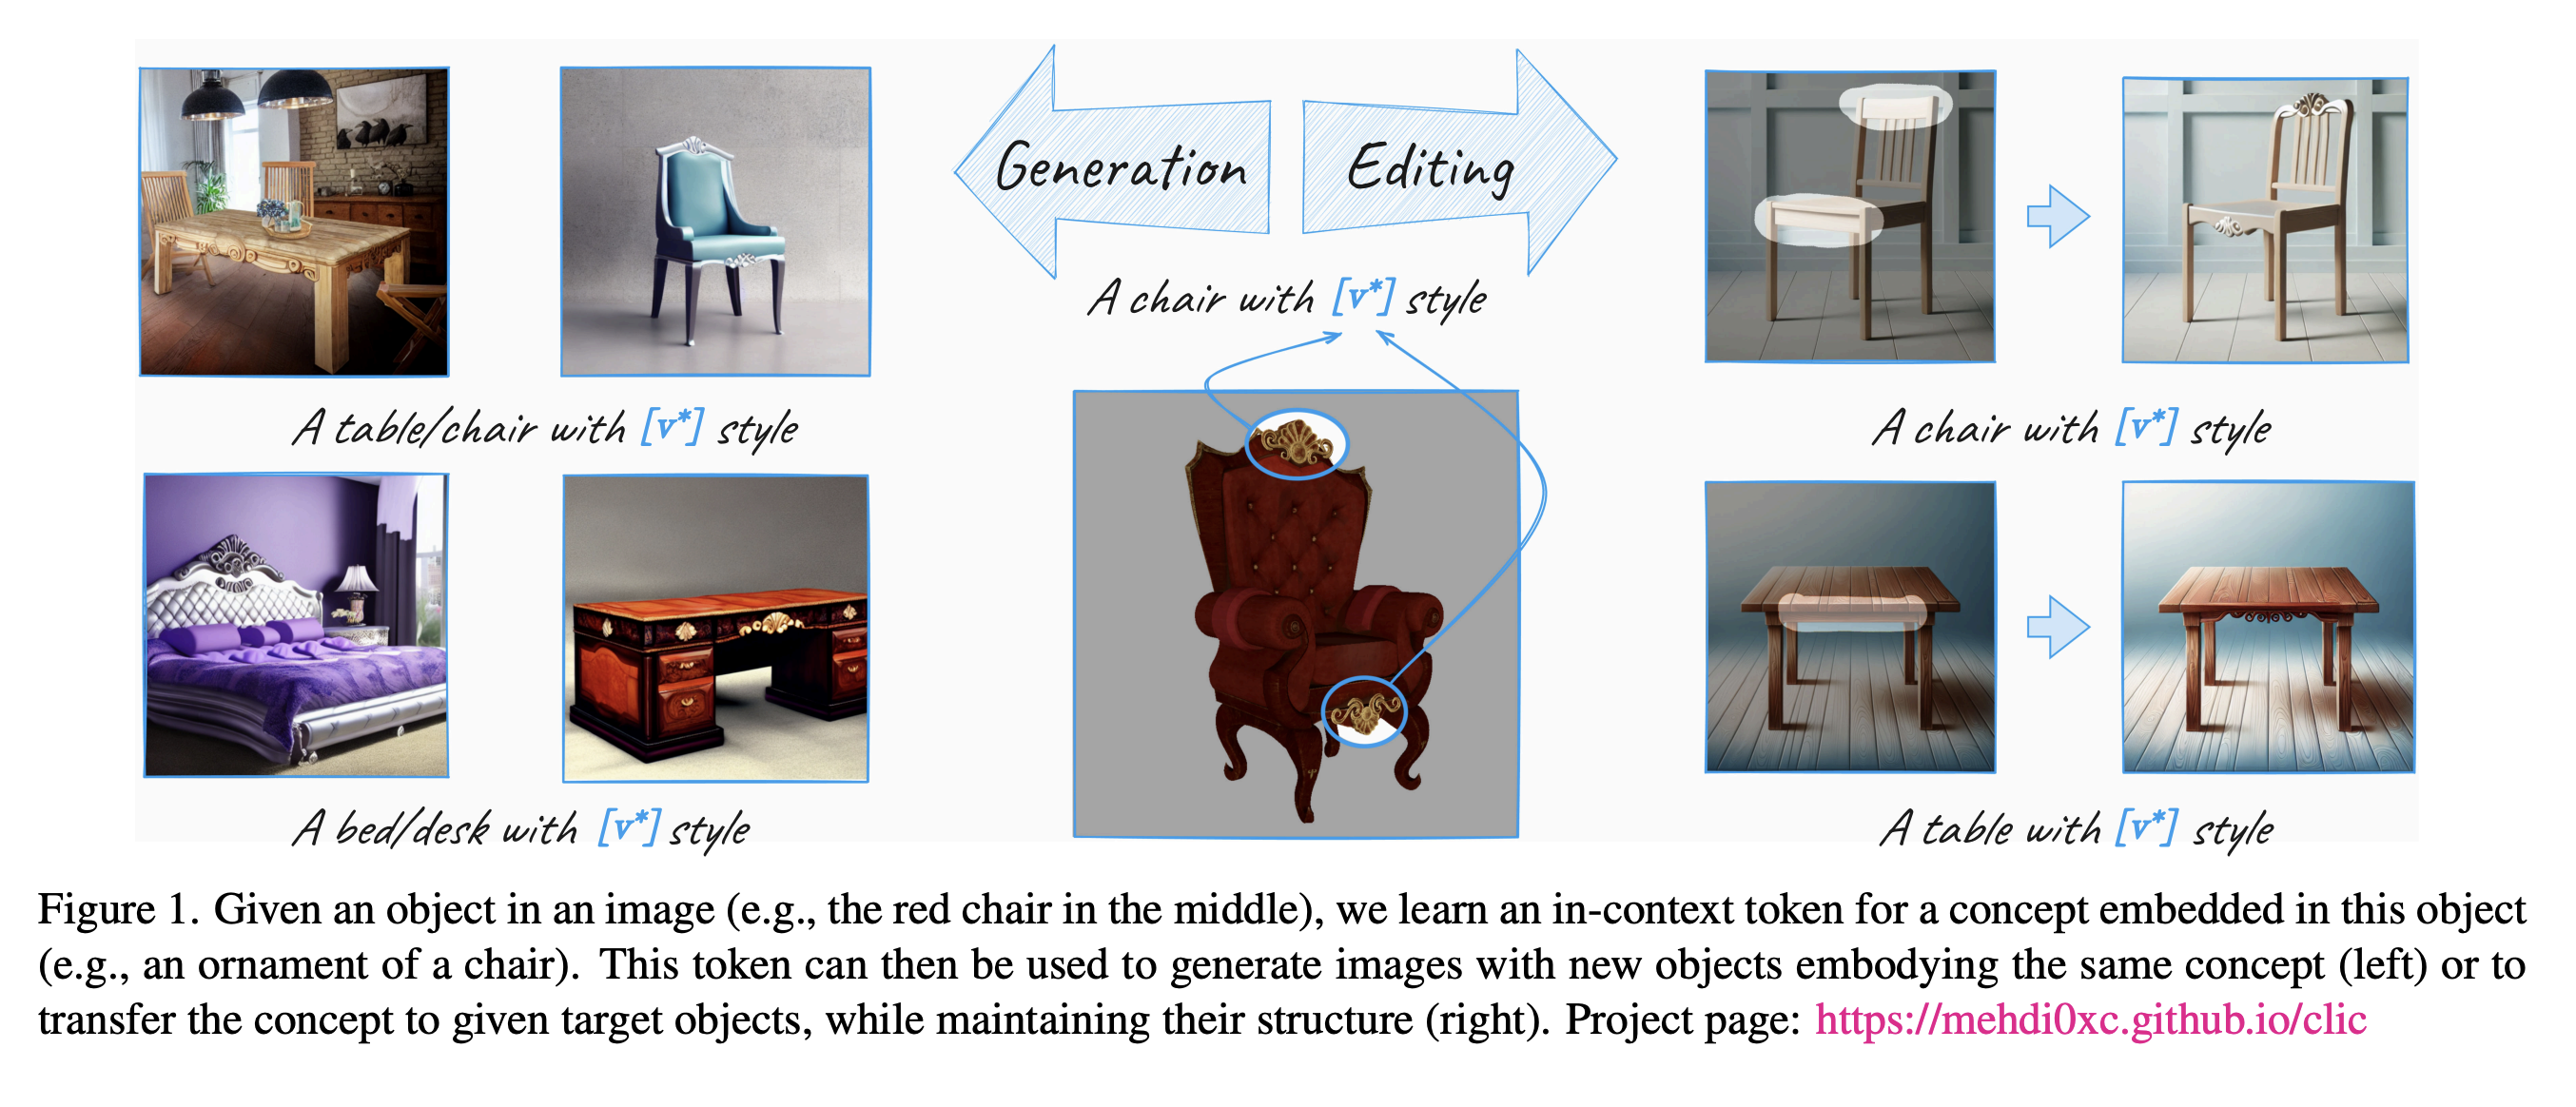 Generation
Editing
A chair with [v*] style
A table/chair with [v*] style
A chair with [v*] style
A bed/desk with [v*] style
A table with [v*] style
Figure 1. Given an object in an image (e.g., the red chair in the middle), we learn an in-context token for a concept embedded in this object
(e.g., an ornament of a chair). This token can then be used to generate images with new objects embodying the same concept (left) or to
transfer the concept to given target objects, while maintaining their structure (right). Project page: https://mehdi0xc.github.io/clic